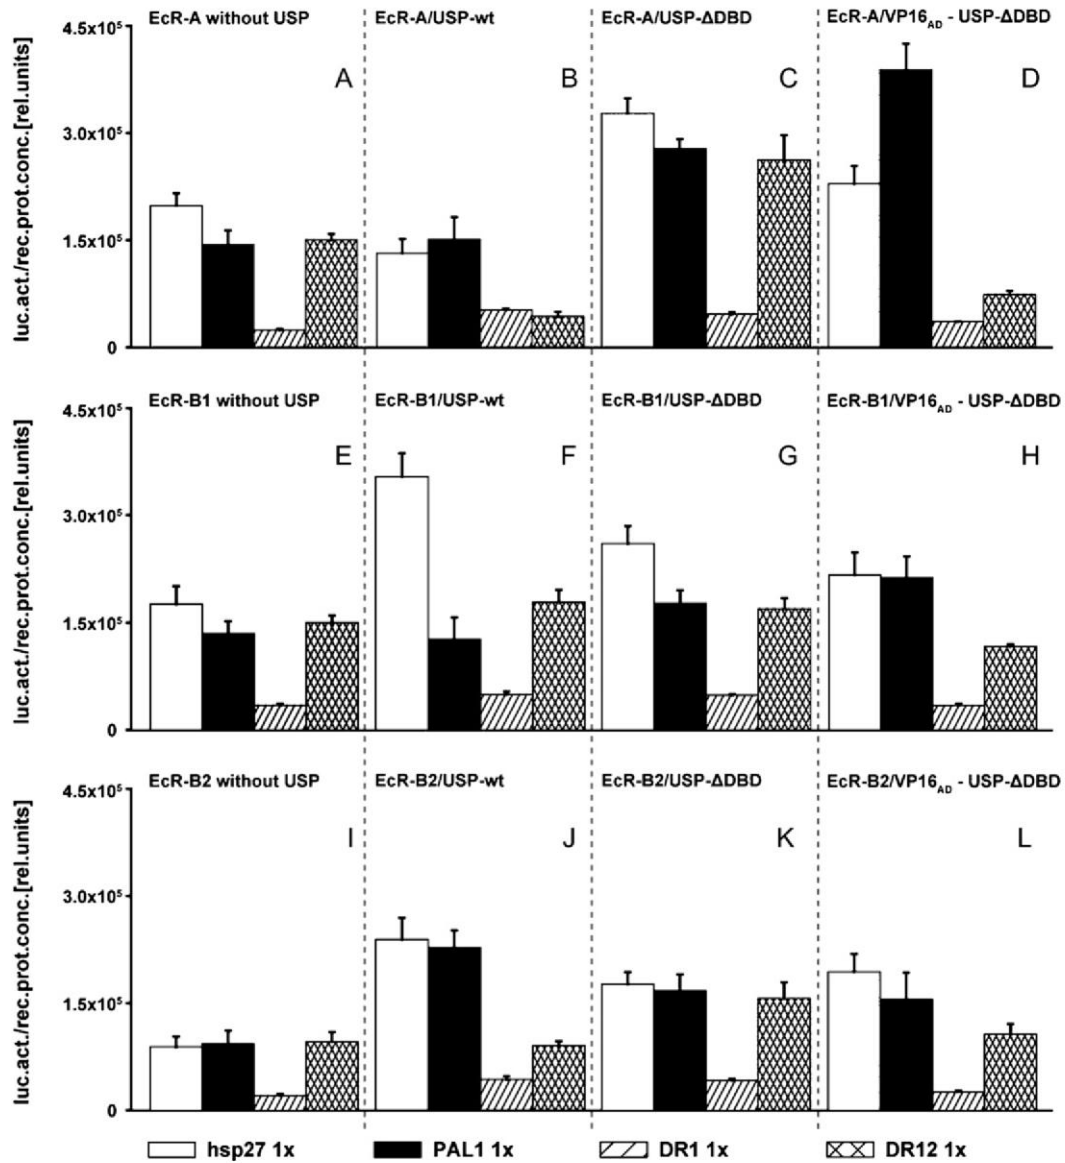 EcR-A without USP EcR-A/USP-wt EcR-A/USP-ΔDBD EcR-A/VP16AD - USP-ΔDBD
luc.act./rec.prot.conc.[rel.units]
4.5x10⁵
A B C D
3.0x10⁵
1.5x10⁵
0
EcR-B1 without USP EcR-B1/USP-wt EcR-B1/USP-ΔDBD EcR-B1/VP16AD - USP-ΔDBD
luc.act./rec.prot.conc.[rel.units]
4.5x10⁵
E F G H
3.0x10⁵
1.5x10⁵
0
EcR-B2 without USP EcR-B2/USP-wt EcR-B2/USP-ΔDBD EcR-B2/VP16AD - USP-ΔDBD
luc.act./rec.prot.conc.[rel.units]
4.5x10⁵
I J K L
3.0x10⁵
1.5x10⁵
0
hsp27 1x PAL1 1x DR1 1x DR12 1x